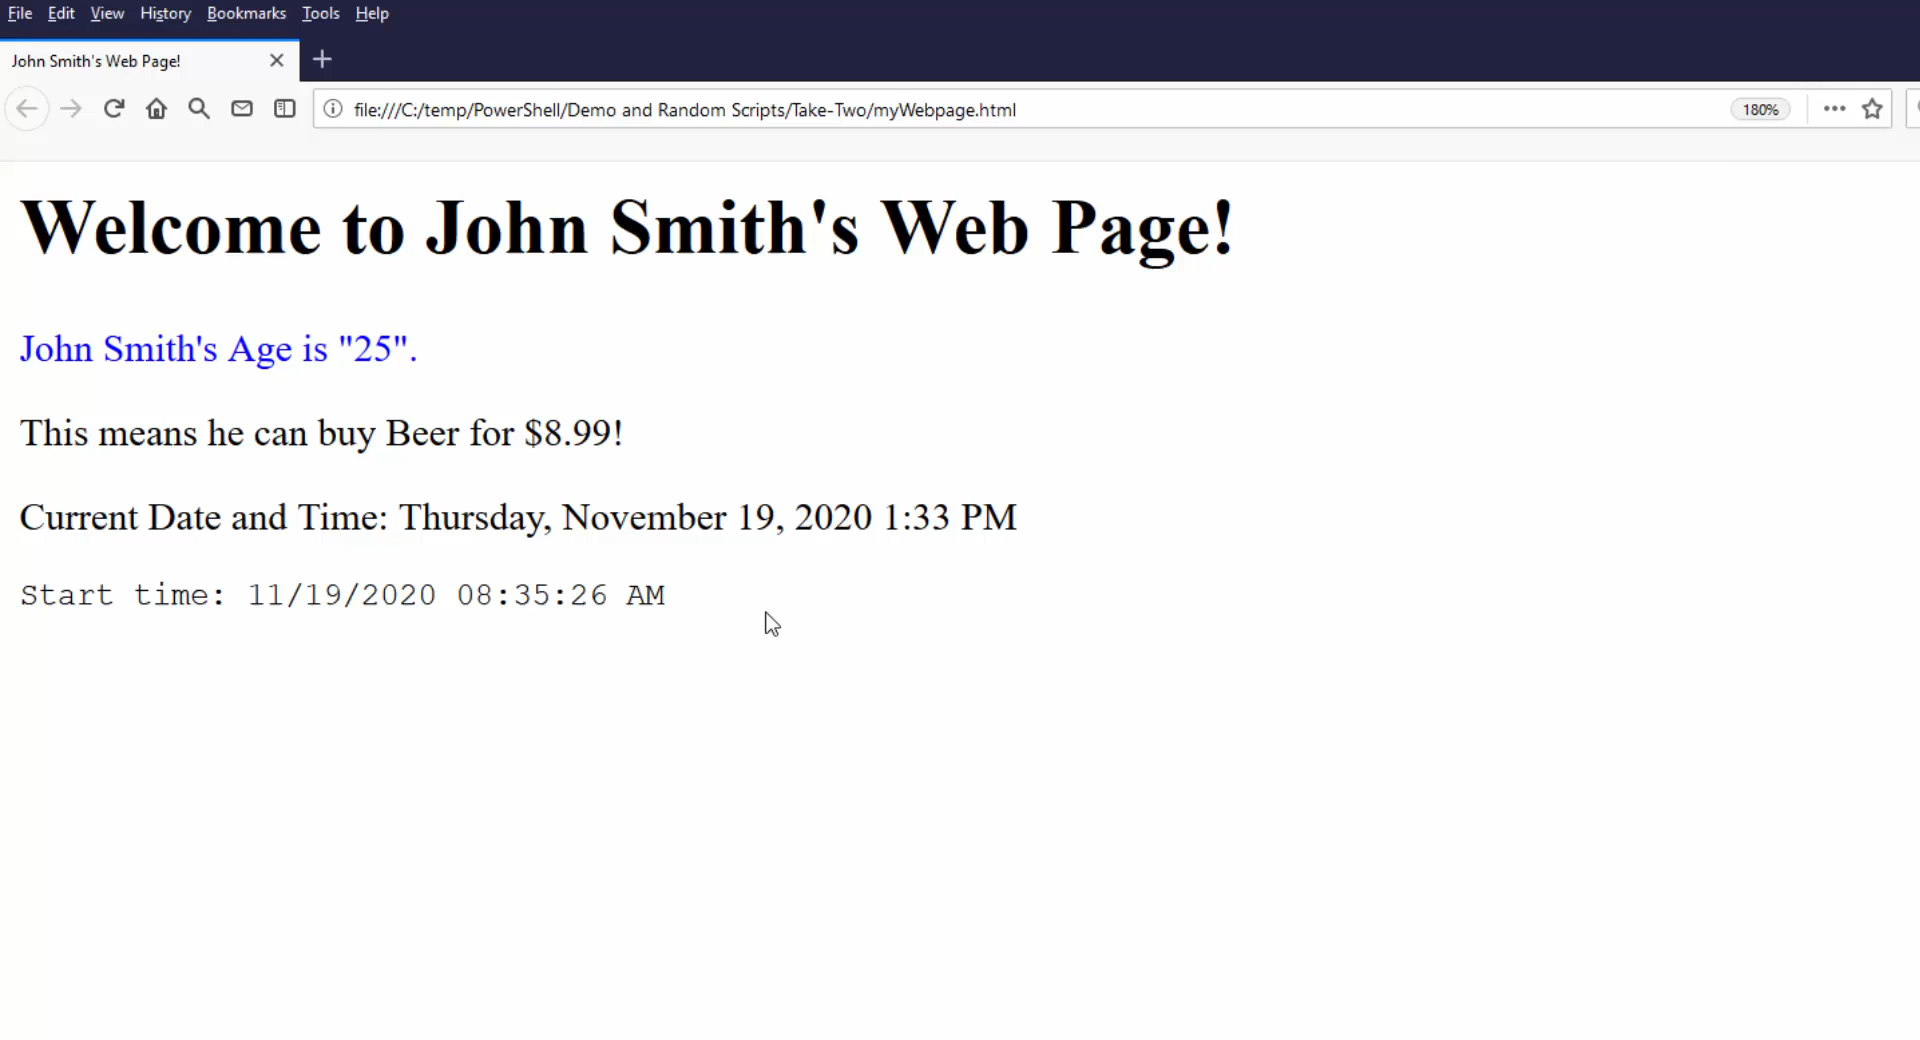 File Edit View History Bookmarks Tools Help
John Smith's Web Page!
file:///C:/temp/PowerShell/Demo and Random Scripts/Take-Two/myWebpage.html 180%
Welcome to John Smith's Web Page!
John Smith's Age is "25".
This means he can buy Beer for $8.99!
Current Date and Time: Thursday, November 19, 2020 1:33 PM
Start time: 11/19/2020 08:35:26 AM